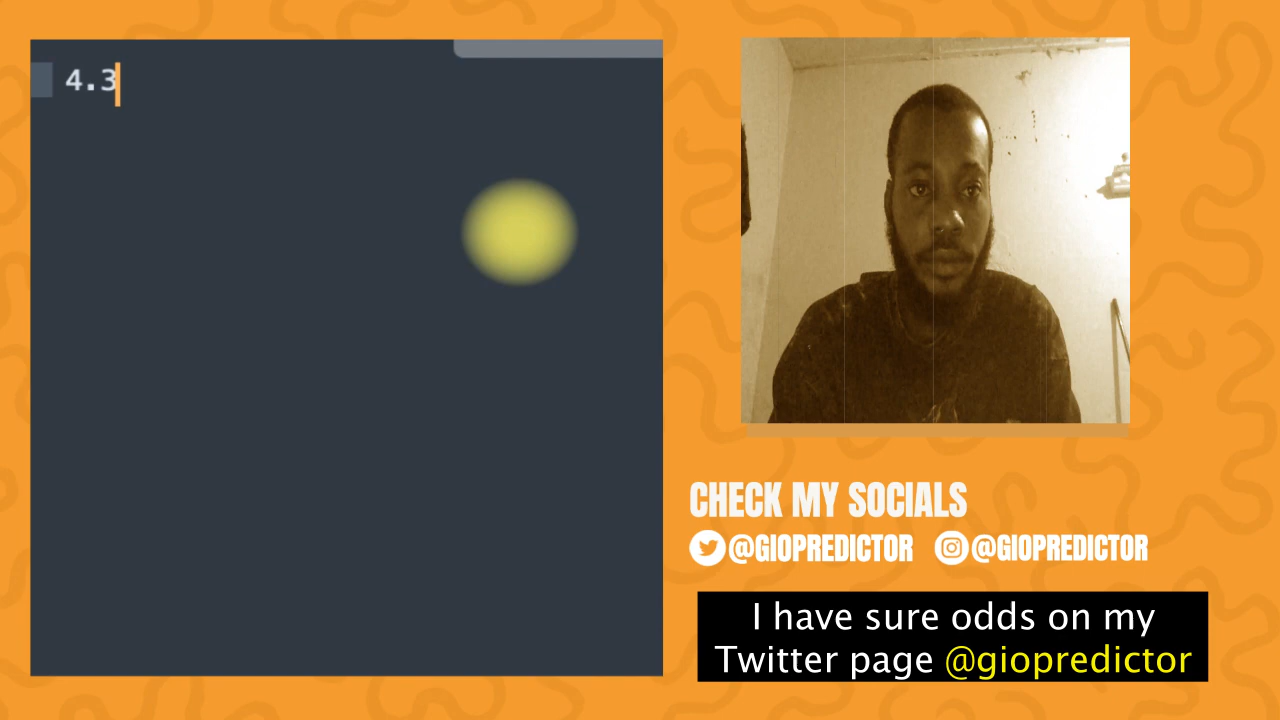 4.3
CHECK MY SOCIALS
@GIOPREDICTOR @GIOPREDICTOR
I have sure odds on my
Twitter page @giopredictor